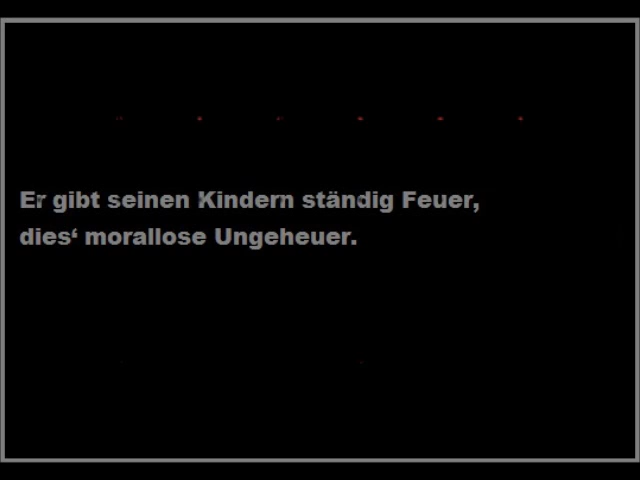 Er gibt seinen Kindern ständig Feuer,
dies‘ morallose Ungeheuer.